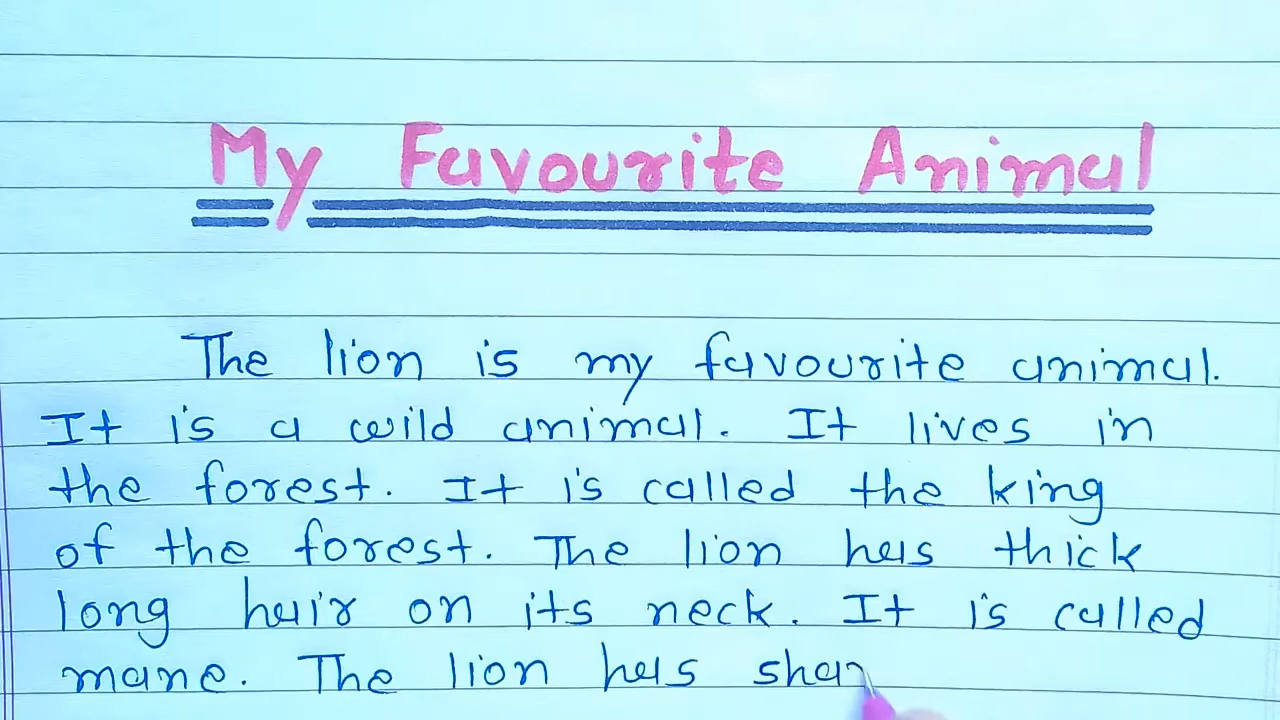 My Favourite Animal
The lion is my favourite animal.
It is a wild animal. It lives in
the forest. It is called the king
of the forest. The lion has thick
long hair on its neck. It is called
mane. The lion has shar